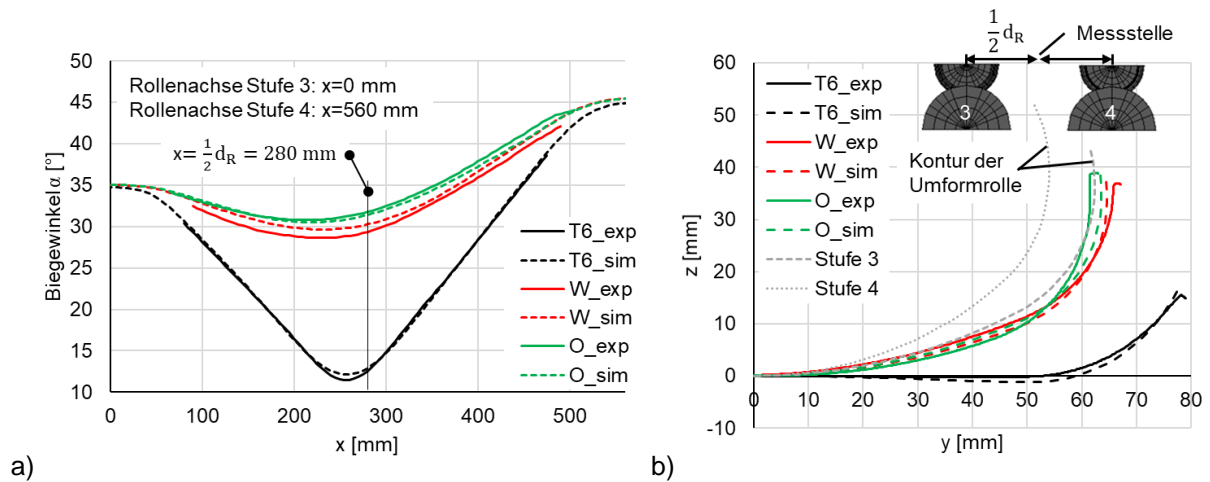 50
45
40
35
30
25
20
15
10
Biegewinkelα [°]
Rollenachse Stufe 3: x=0 mm
Rollenachse Stufe 4: x=560 mm
x= 1/2 d_R = 280 mm
T6_exp
T6_sim
W_exp
W_sim
O_exp
O_sim
0 100 200 300 400 500
x [mm]
a)
1/2 d_R
Messstelle
60
50
40
30
20
10
0
-10
z [mm]
T6_exp
T6_sim
W_exp
W_sim
O_exp
O_sim
Stufe 3
Stufe 4
3
4
Kontur der
Umformrolle
0 10 20 30 40 50 60 70 80
y [mm]
b)